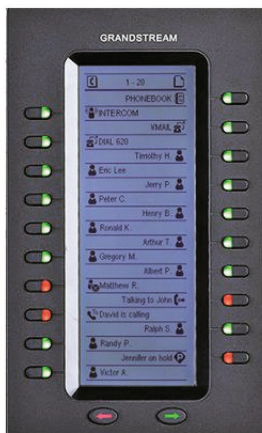 GRANDSTREAM
1 - 20
PHONEBOOK
INTERCOM
VMAIL
DIAL 620
Timothy H.
Eric Lee
Jerry P.
Peter C.
Henry B.
Ronald K.
Arthur T.
Gregory M.
Albert P.
Matthew R.
Talking to John
David is calling
Ralph S.
Randy P.
Jennifer on hold
P
Victor A.